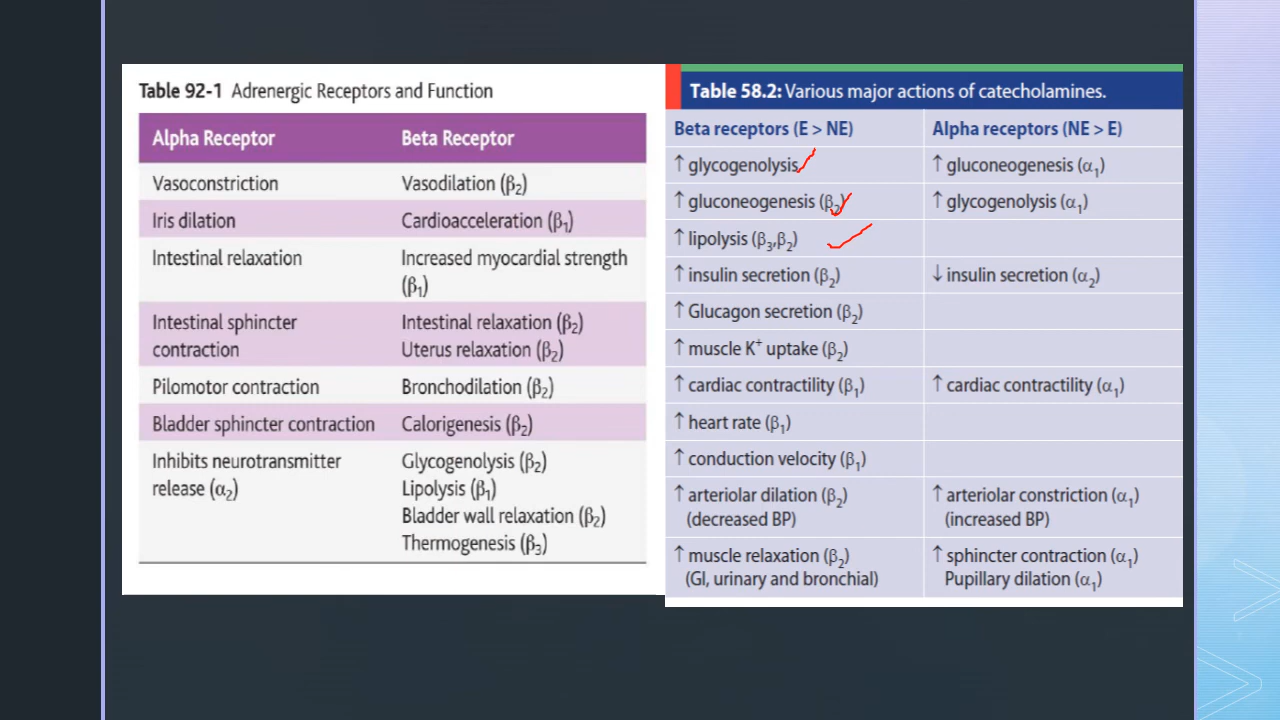 Table 92-1 Adrenergic Receptors and Function
Alpha Receptor Beta Receptor
Vasoconstriction Vasodilation (β₂)
Iris dilation Cardioacceleration (β₁)
Intestinal relaxation Increased myocardial strength
(β₁)
Intestinal sphincter Intestinal relaxation (β₂)
contraction Uterus relaxation (β₂)
Pilomotor contraction Bronchodilation (β₂)
Bladder sphincter contraction Calorigenesis (β₂)
Inhibits neurotransmitter Glycogenolysis (β₂)
release (α₂) Lipolysis (β₁)
Bladder wall relaxation (β₂)
Thermogenesis (β₃)
Table 58.2: Various major actions of catecholamines.
Beta receptors (E > NE) Alpha receptors (NE > E)
↑ glycogenolysis ↑ gluconeogenesis (α₁)
↑ gluconeogenesis (β₂) ↑ glycogenolysis (α₁)
↑ lipolysis (β₃,β₂)
↑ insulin secretion (β₂) ↓ insulin secretion (α₂)
↑ Glucagon secretion (β₂)
↑ muscle K⁺ uptake (β₂)
↑ cardiac contractility (β₁) ↑ cardiac contractility (α₁)
↑ heart rate (β₁)
↑ conduction velocity (β₁)
↑ arteriolar dilation (β₂) ↑ arteriolar constriction (α₁)
(decreased BP) (increased BP)
↑ muscle relaxation (β₂) ↑ sphincter contraction (α₁)
(GI, urinary and bronchial) Pupillary dilation (α₁)